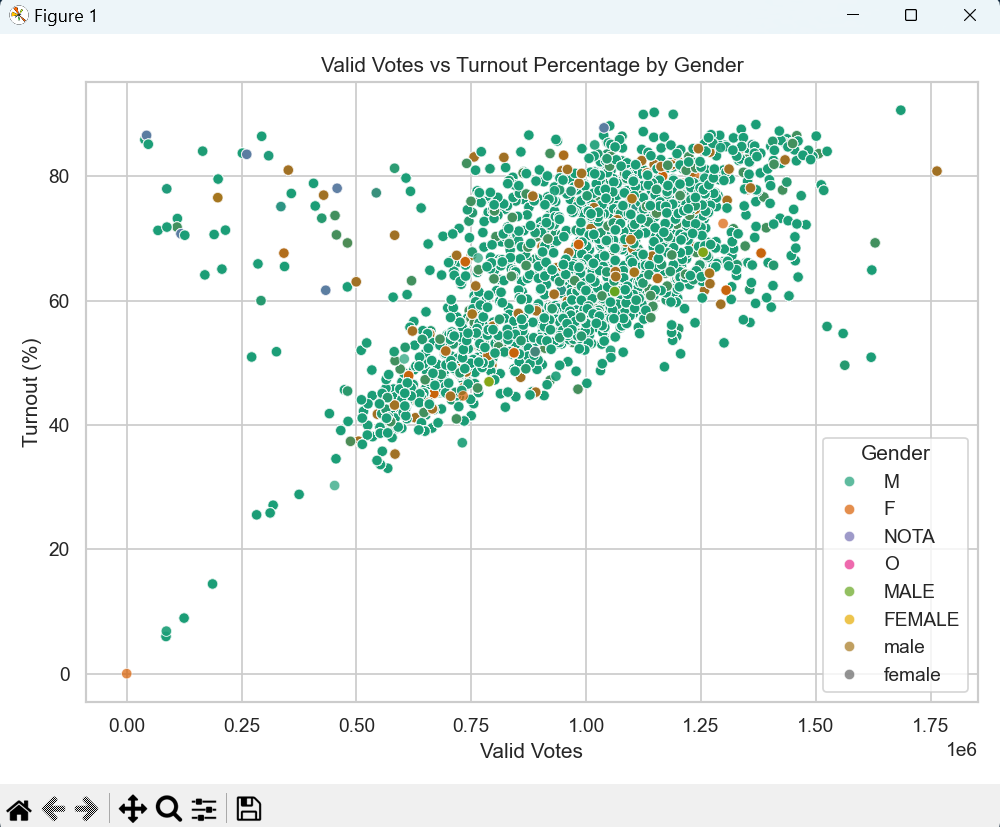 Figure 1
Valid Votes vs Turnout Percentage by Gender
Turnout (%)
80
60
40
20
0
0.00 0.25 0.50 0.75 1.00 1.25 1.50 1.75
1e6
Valid Votes
Gender
M
F
NOTA
O
MALE
FEMALE
male
female